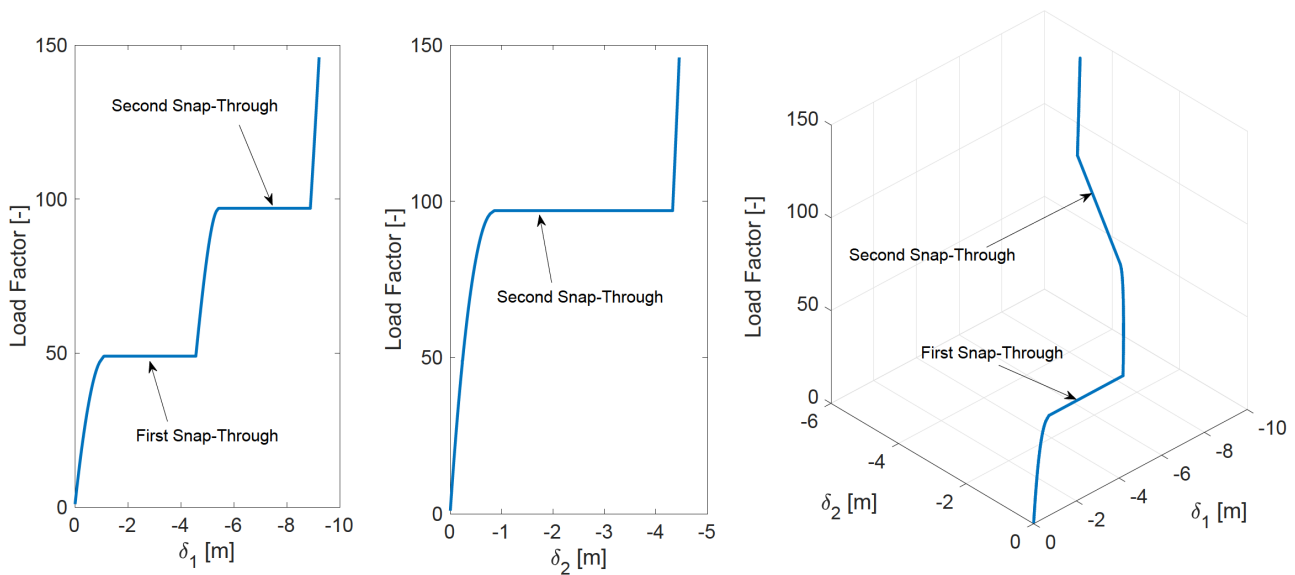 150
100
50
0
Load Factor [-]
Second Snap-Through
First Snap-Through
0
-2
-4
-6
-8
-10
δ1 [m]
150
100
50
0
Load Factor [-]
Second Snap-Through
0
-1
-2
-3
-4
-5
δ2 [m]
150
100
50
0
Load Factor [-]
Second Snap-Through
First Snap-Through
-6
-4
-2
0
δ2 [m]
0
-2
-4
-6
-8
-10
δ1 [m]